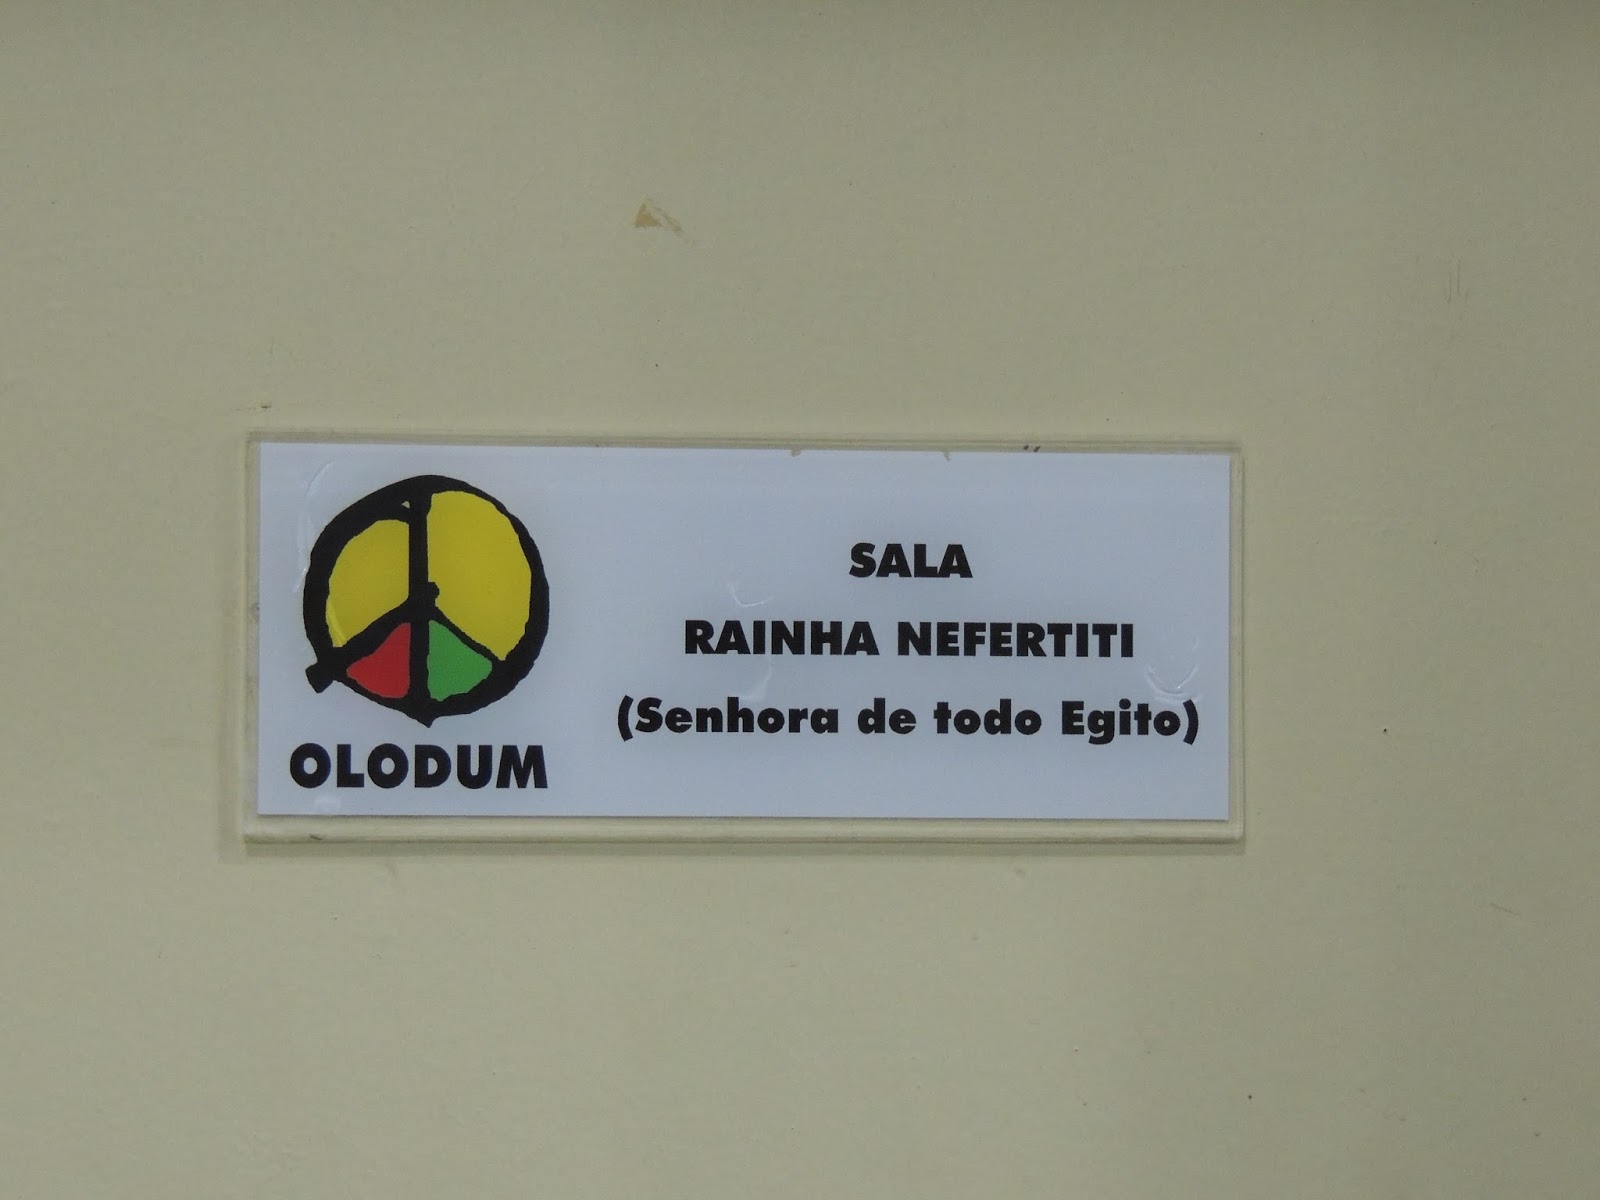 OLODUM
SALA
RAINHA NEFERTITI
(Senhora de todo Egito)